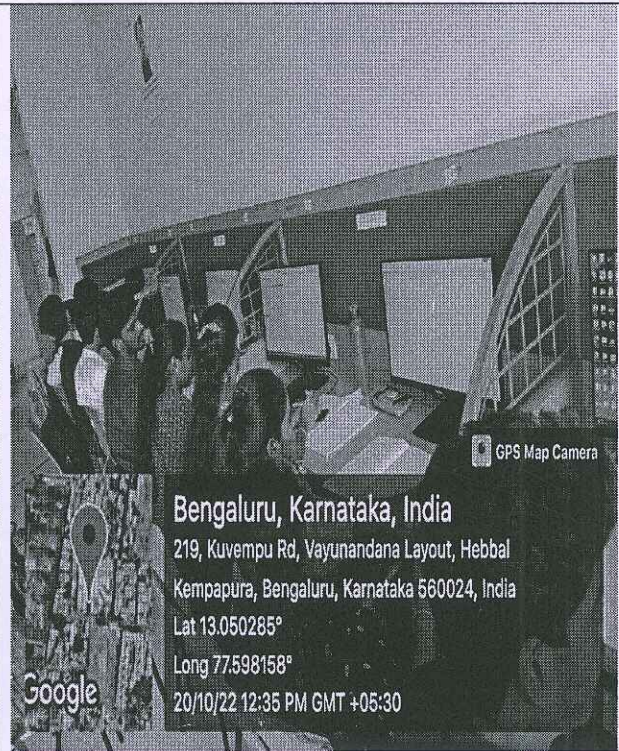 GPS Map Camera
Bengaluru, Karnataka, India
219, Kuvempu Rd, Vayunandana Layout, Hebbal
Kempapura, Bengaluru, Karnataka 560024, India
Lat 13.050285°
Long 77.598158°
Google
20/10/22 12:35 PM GMT +05:30